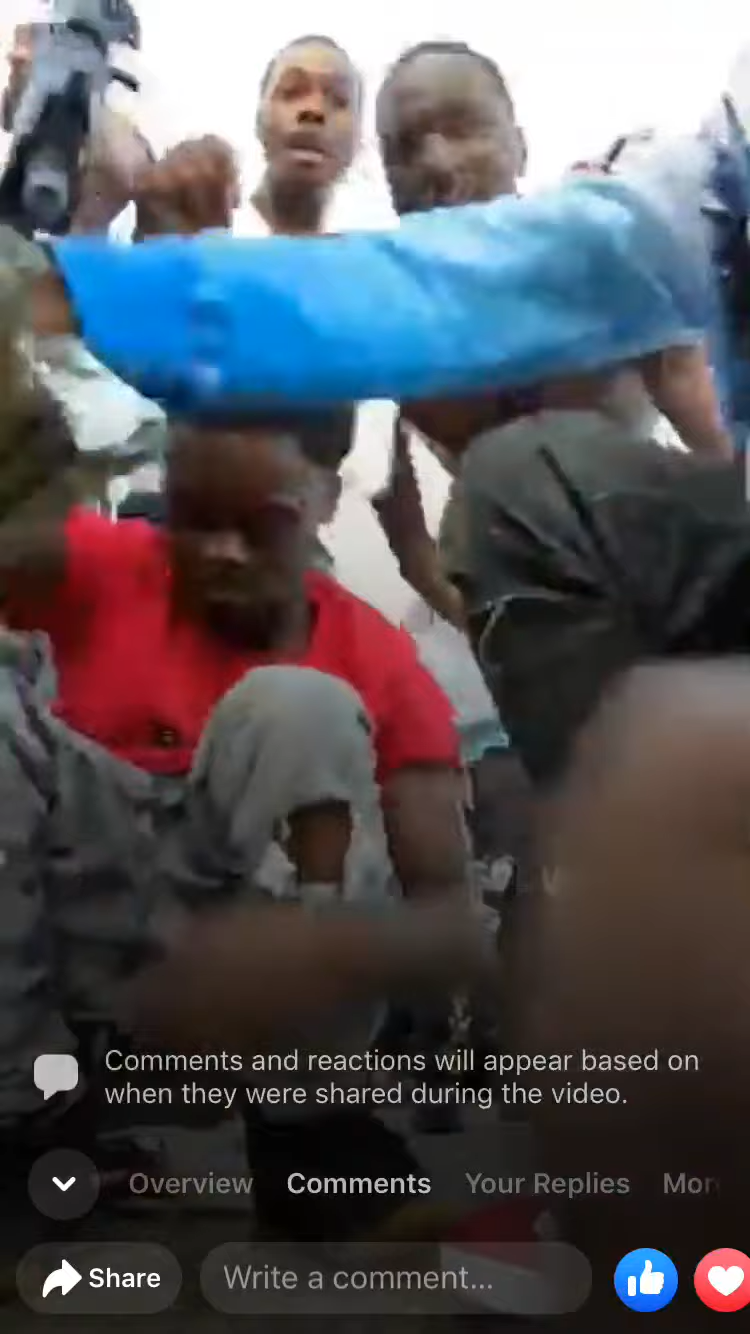 Comments and reactions will appear based on
when they were shared during the video.
Overview Comments Your Replies Mor
Share Write a comment...